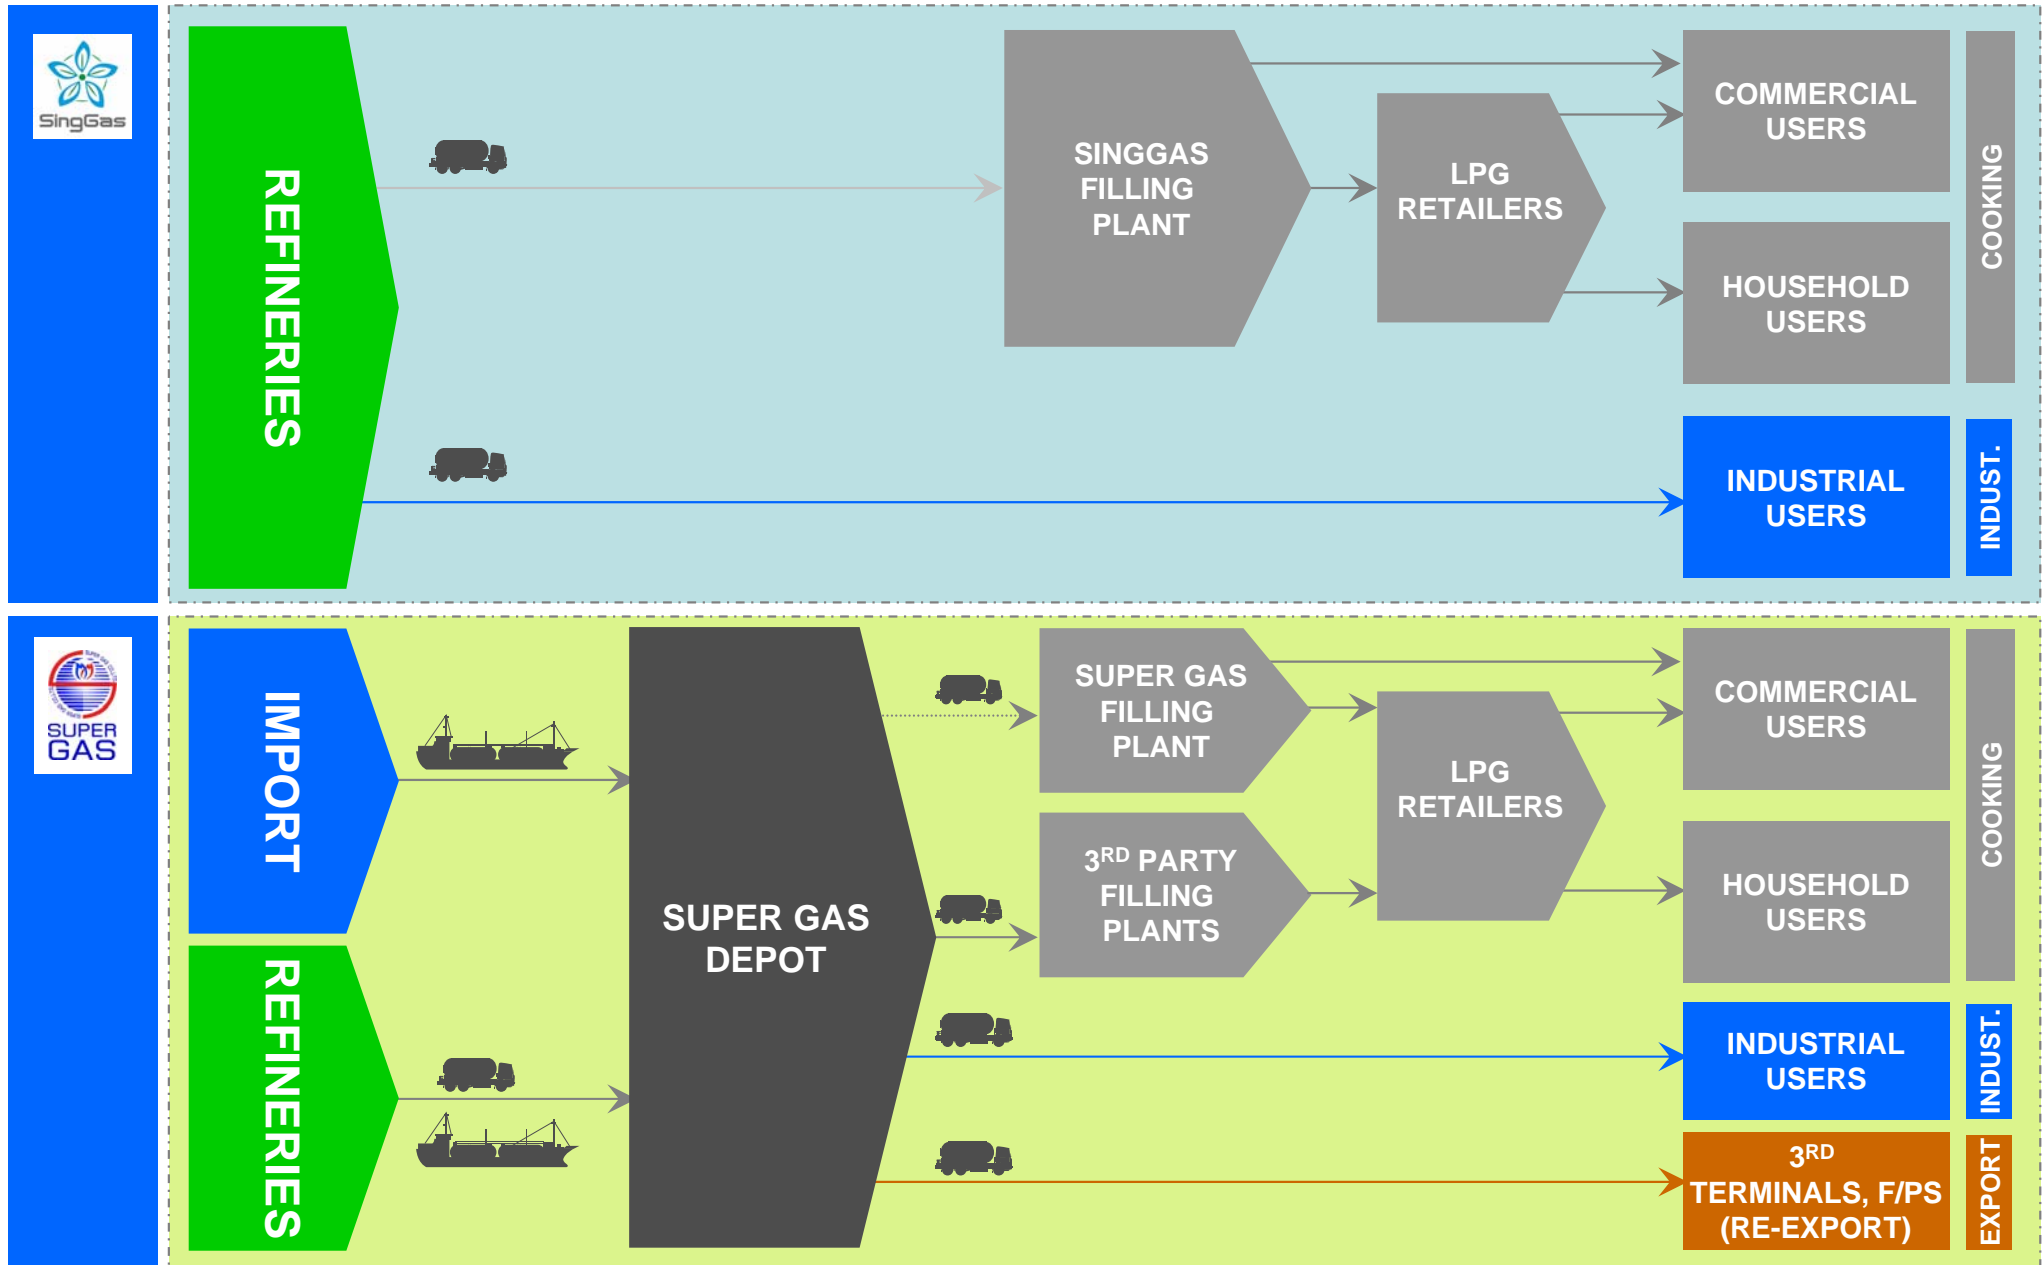 SingGas
REFINERIES
SINGGAS
FILLING
PLANT
LPG
RETAILERS
COMMERCIAL
USERS
HOUSEHOLD
USERS
COOKING
INDUSTRIAL
USERS
INDUST.
SUPER
GAS
IMPORT
REFINERIES
SUPER GAS
DEPOT
SUPER GAS
FILLING
PLANT
3RD PARTY
FILLING
PLANTS
LPG
RETAILERS
COMMERCIAL
USERS
HOUSEHOLD
USERS
COOKING
INDUSTRIAL
USERS
INDUST.
3RD
TERMINALS, F/PS
(RE-EXPORT)
EXPORT